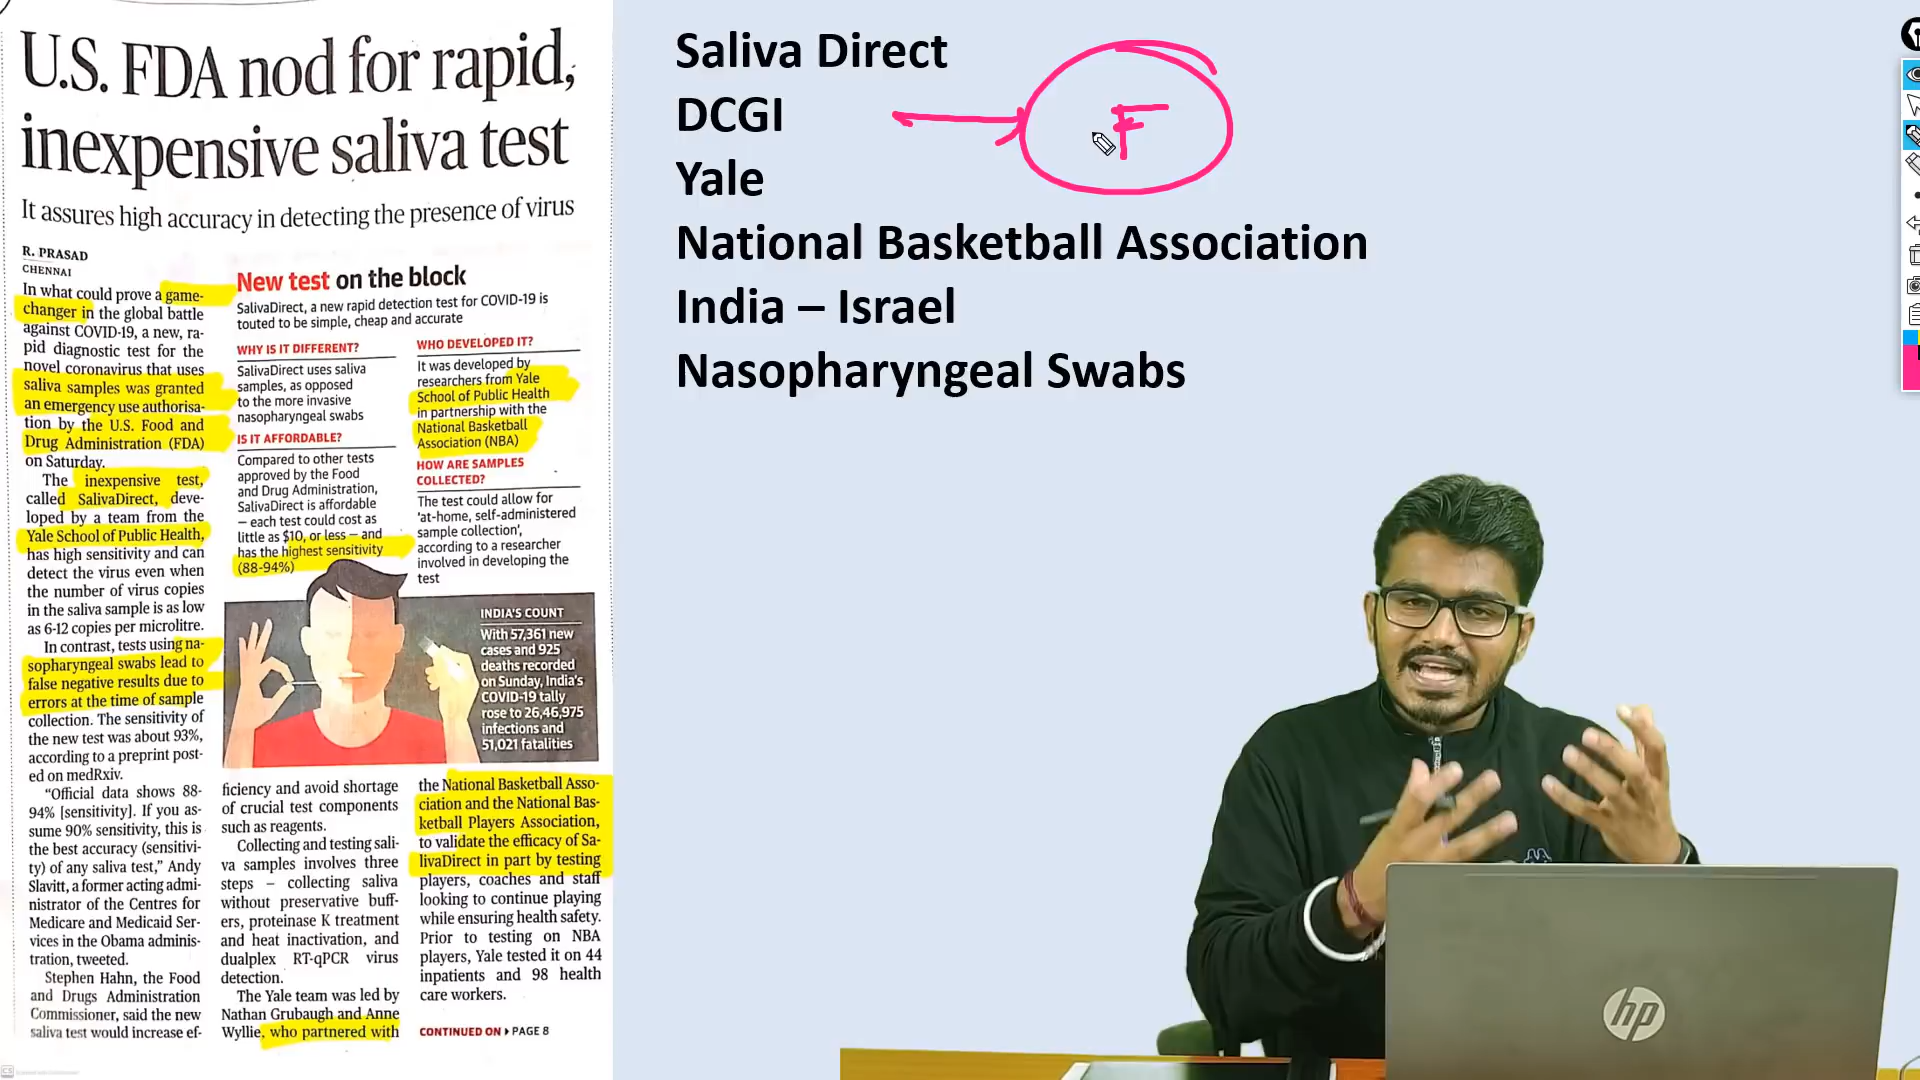 U.S. FDA nod for rapid,
inexpensive saliva test
It assures high accuracy in detecting the presence of virus
R. PRASAD
CHENNAI
In what could prove a game-
changer in the global battle
against COVID-19, a new, ra-
pid diagnostic test for the
novel coronavirus that uses
saliva samples was granted
an emergency use authorisa-
tion by the U.S. Food and
Drug Administration (FDA)
on Saturday.
The inexpensive test,
called SalivaDirect, deve-
loped by a team from the
Yale School of Public Health,
has high sensitivity and can
detect the virus even when
the number of virus copies
in the saliva sample is as low
as 6-12 copies per microlitre.
In contrast, tests using na-
sopharyngeal swabs lead to
false negative results due to
errors at the time of sample
collection. The sensitivity of
the new test was about 93%,
according to a preprint post-
ed on medRxiv.
“Official data shows 88-
94% [sensitivity]. If you as-
sume 90% sensitivity, this is
the best accuracy (sensitivi-
ty) of any saliva test,” Andy
Slavitt, a former acting admi-
nistrator of the Centres for
Medicare and Medicaid Ser-
vices in the Obama adminis-
tration, tweeted.
Stephen Hahn, the Food
and Drugs Administration
Commissioner, said the new
saliva test would increase ef-
New test on the block
SalivaDirect, a new rapid detection test for COVID-19 is
touted to be simple, cheap and accurate
WHY IS IT DIFFERENT?
SalivaDirect uses saliva
samples, as opposed
to the more invasive
nasopharyngeal swabs
IS IT AFFORDABLE?
Compared to other tests
approved by the Food
and Drug Administration,
SalivaDirect is affordable
– each test could cost as
little as $10, or less – and
has the highest sensitivity
(88-94%)
WHO DEVELOPED IT?
It was developed by
researchers from Yale
School of Public Health
in partnership with the
National Basketball
Association (NBA)
HOW ARE SAMPLES
COLLECTED?
The test could allow for
‘at-home, self-administered
sample collection’,
according to a researcher
involved in developing the
test
INDIA’S COUNT
With 57,361 new
cases and 925
deaths recorded
on Sunday, India’s
COVID-19 tally
rose to 26,46,975
infections and
51,021 fatalities
ficiency and avoid shortage
of crucial test components
such as reagents.
Collecting and testing sali-
va samples involves three
steps – collecting saliva
without preservative buff-
ers, proteinase K treatment
and heat inactivation, and
dualplex RT-qPCR virus
detection.
The Yale team was led by
Nathan Grubaugh and Anne
Wyllie, who partnered with
the National Basketball Asso-
ciation and the National Bas-
ketball Players Association,
to validate the efficacy of Sa-
livaDirect in part by testing
players, coaches and staff
looking to continue playing
while ensuring health safety.
Prior to testing on NBA
players, Yale tested it on 44
inpatients and 98 health
care workers.
CONTINUED ON ▸ PAGE 8
Saliva Direct
DCGI
F
Yale
National Basketball Association
India – Israel
Nasopharyngeal Swabs
hp